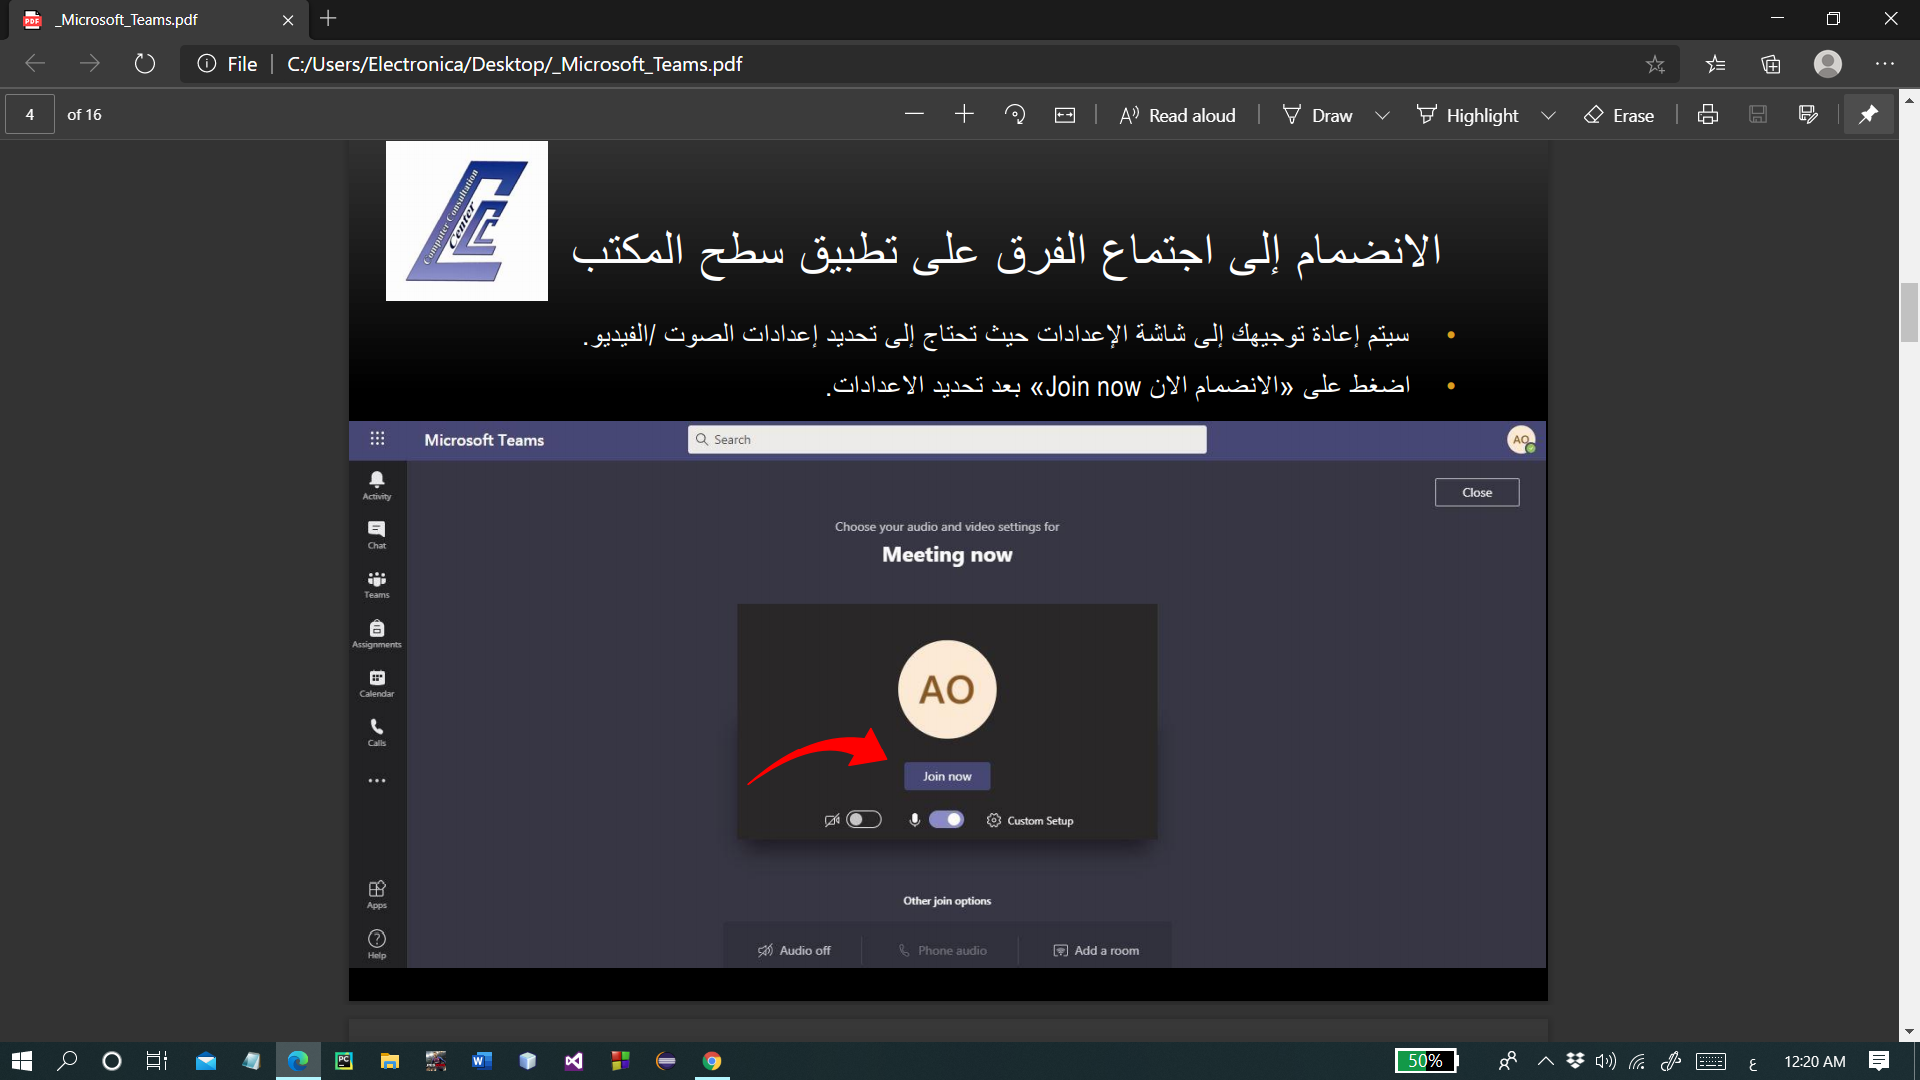 _Microsoft_Teams.pdf
File
C:/Users/Electronica/Desktop/_Microsoft_Teams.pdf
4 of 16
Read aloud
Draw
Highlight
Erase
Computer Consultation
Center
CCC
الانضمام إلى اجتماع الفرق على تطبيق سطح المكتب
• سيتم إعادة توجيهك إلى شاشة الإعدادات حيث تحتاج إلى تحديد إعدادات الصوت /الفيديو.
• اضغط على «الانضمام الان Join now» بعد تحديد الاعدادات.
Microsoft Teams
Search
AO
Activity
Chat
Teams
Assignments
Calendar
Calls
Apps
Help
Close
Choose your audio and video settings for
Meeting now
AO
Join now
Custom Setup
Other join options
Audio off
Phone audio
Add a room
50%
ع
12:20 AM